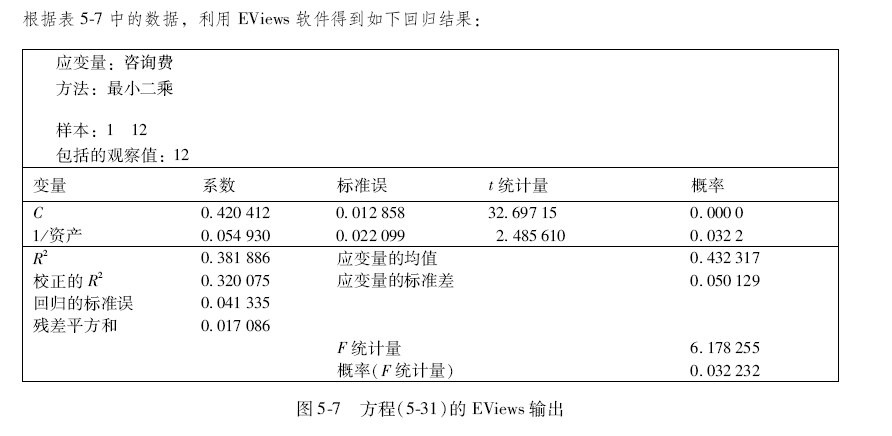 根据表 5-7 中的数据，利用 EViews 软件得到如下回归结果：
应变量：咨询费
方法：最小二乘
样本：1 12
包括的观察值：12
变量 系数 标准误 t 统计量 概率
C 0.420 412 0.012 858 32.697 15 0.000 0
1/资产 0.054 930 0.022 099 2.485 610 0.032 2
R² 0.381 886 应变量的均值 0.432 317
校正的 R² 0.320 075 应变量的标准差 0.050 129
回归的标准误 0.041 335
残差平方和 0.017 086
F 统计量 6.178 255
概率(F 统计量) 0.032 232
图 5-7 方程(5-31)的 EViews 输出